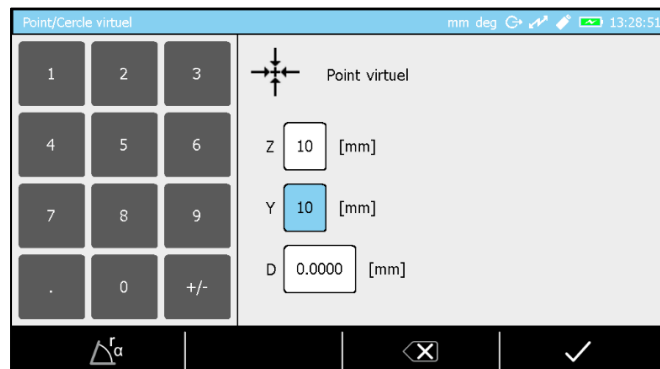 Point/Cercle virtuel mm deg 13:28:51
1 2 3
4 5 6
7 8 9
. 0 +/-
Point virtuel
Z 10 [mm]
Y 10 [mm]
D 0.0000 [mm]
r α